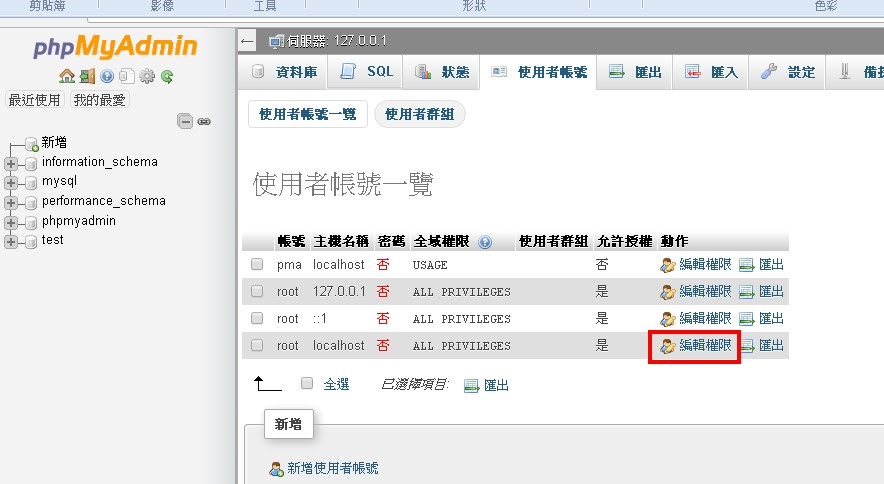 剪貼簿 影像 工具 形狀 色彩
phpMyAdmin
最近使用 我的最愛
新增
information_schema
mysql
performance_schema
phpmyadmin
test
伺服器: 127.0.0.1
資料庫 SQL 狀態 使用者帳號 匯出 匯入 設定
使用者帳號一覽 使用者群組
使用者帳號一覽
帳號 主機名稱 密碼 全域權限 使用者群組 允許授權 動作
pma localhost 否 USAGE 否 編輯權限 匯出
root 127.0.0.1 否 ALL PRIVILEGES 是 編輯權限 匯出
root ::1 否 ALL PRIVILEGES 是 編輯權限 匯出
root localhost 否 ALL PRIVILEGES 是 編輯權限 匯出
全選 已選擇項目: 匯出
新增
新增使用者帳號